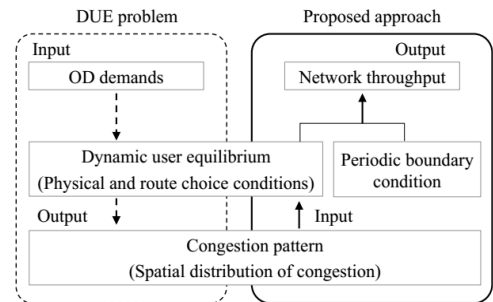 DUE problem
Proposed approach
Input
Output
OD demands
Network throughput
Dynamic user equilibrium
(Physical and route choice conditions)
Periodic boundary
condition
Output
Input
Congestion pattern
(Spatial distribution of congestion)